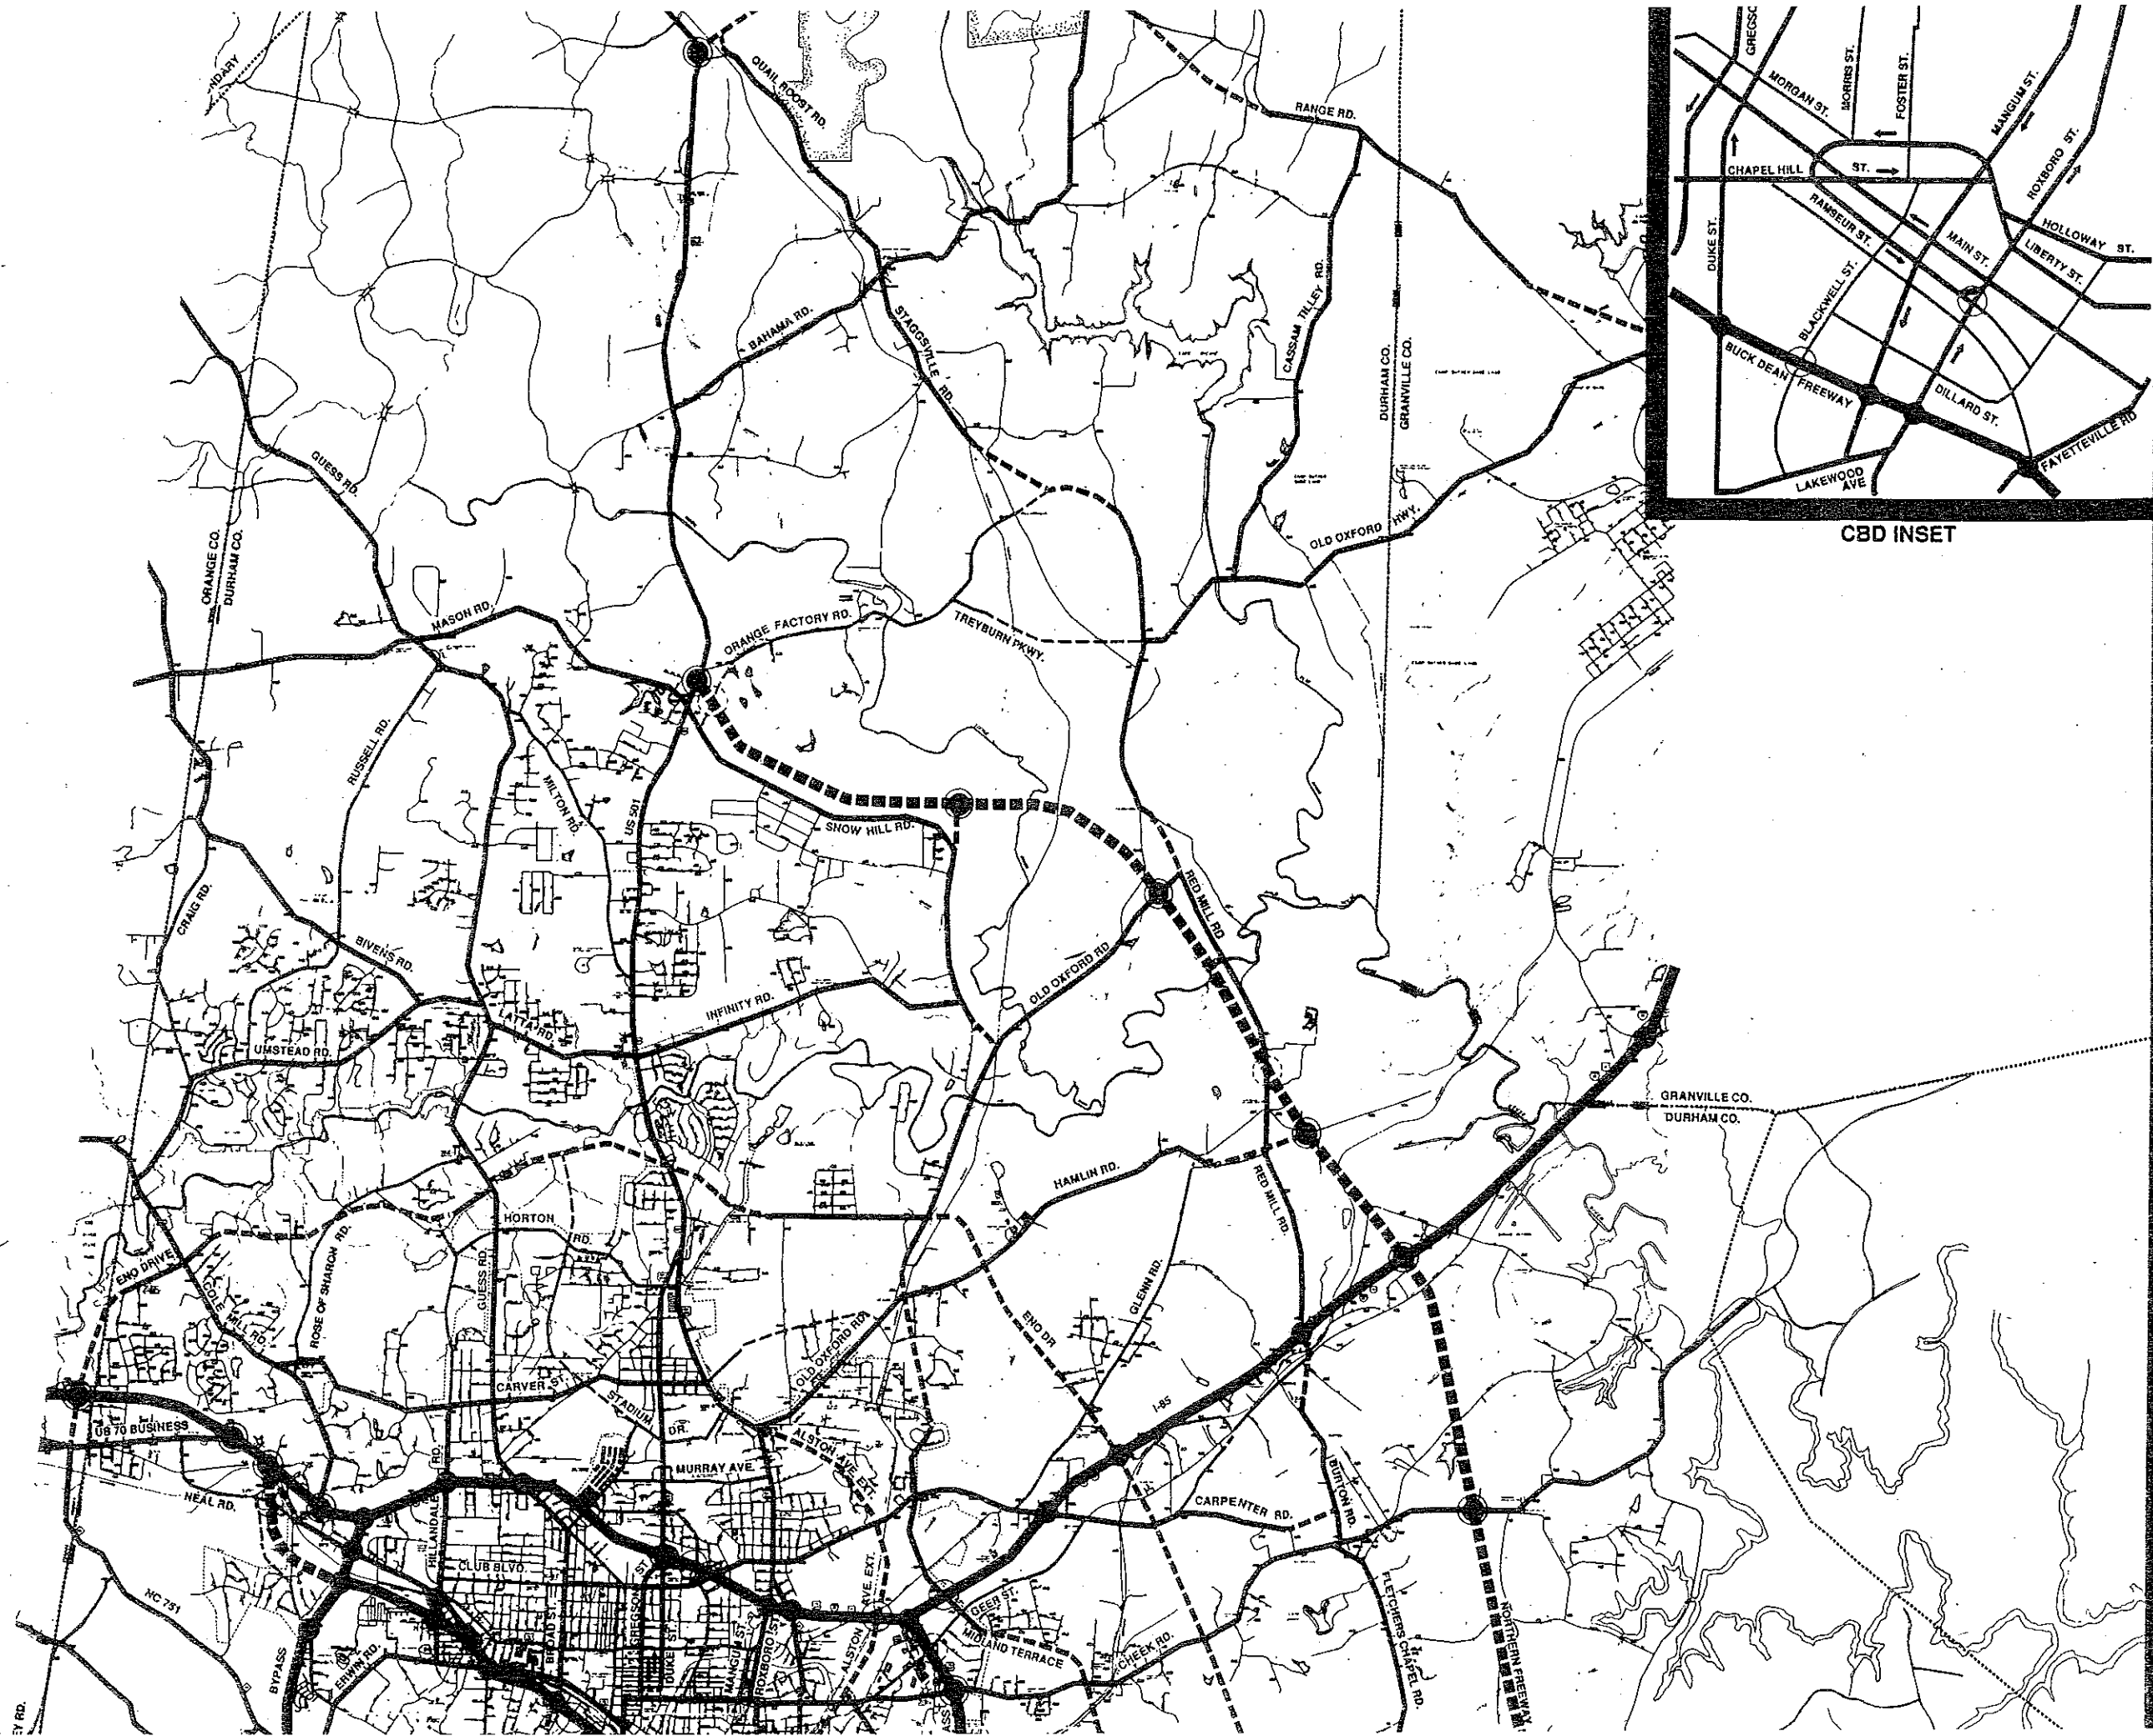 NDARY
QUAIL ROOST RD.
RANGE RD.
BAHAMA RD.
STAGGSVILLE RD.
CASSAM TILLEY RD.
DURHAM CO.
GRANVILLE CO.
GUESS RD.
ORANGE CO.
DURHAM CO.
OLD OXFORD HWY.
MASON RD.
ORANGE FACTORY RD.
TREYBURN PKWY.
RUSSELL RD.
MILTON RD.
US 501
SNOW HILL RD.
CRAIG RD.
BIVENS RD.
RED MILL RD
OLD OXFORD RD
INFINITY RD.
LATTA RD.
UMSTEAD RD.
GRANVILLE CO.
DURHAM CO.
HAMLIN RD.
RED MILL RD.
HORTON
RD.
ENO DRIVE
COLE MILL RD.
ROSE OF SHARON RD.
GUESS RD.
GLENN RD.
ENO DR
OLD OXFORD RD
CARVER ST.
STADIUM
DR.
I-85
US 70 BUSINESS
ALSTON AVE EXT.
MURRAY AVE.
NEAL RD.
HILLANDALE
RD.
CARPENTER RD.
BURTON RD.
CLUB BLVD.
NC 751
BYPASS
ERWIN RD.
BROAD ST.
GREGSON
ST.
DUKE ST.
MANGUM ST.
ROXBORO ST.
ALSTON
AVE. EXT.
GEER ST.
MIDLAND TERRACE
CHEEK RD.
FLETCHERS CHAPEL RD.
NORTHERN FREEWAY
EY RD.
GREGSO
MORGAN ST.
MORRIS ST.
FOSTER ST.
MANGUM ST.
ROXBORO ST.
CHAPEL HILL
ST.
RAMSEUR ST.
MAIN ST.
HOLLOWAY ST.
LIBERTY ST.
DUKE ST.
BLACKWELL ST.
BUCK DEAN FREEWAY
DILLARD ST.
FAYETTEVILLE RD
LAKEWOOD
AVE
CBD INSET